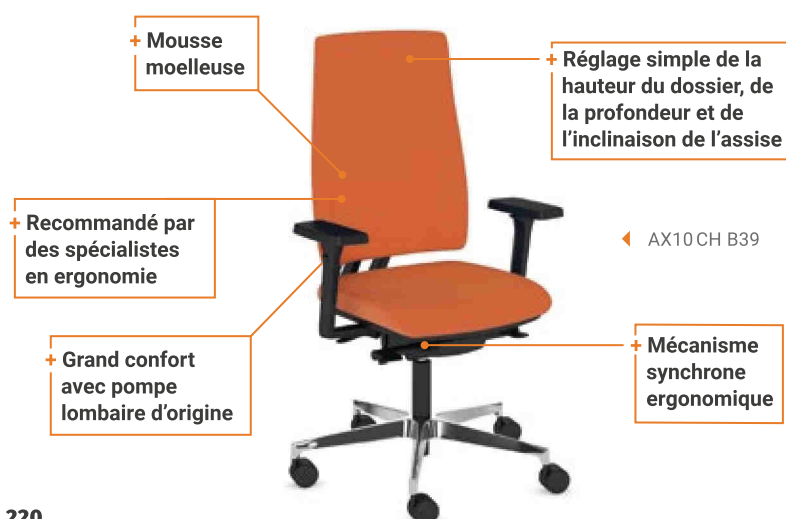 + Mousse
moelleuse
+ Réglage simple de la
hauteur du dossier, de
la profondeur et de
l’inclinaison de l’assise
+ Recommandé par
des spécialistes
en ergonomie
AX10 CH B39
+ Grand confort
avec pompe
lombaire d’origine
+ Mécanisme
synchrone
ergonomique
220